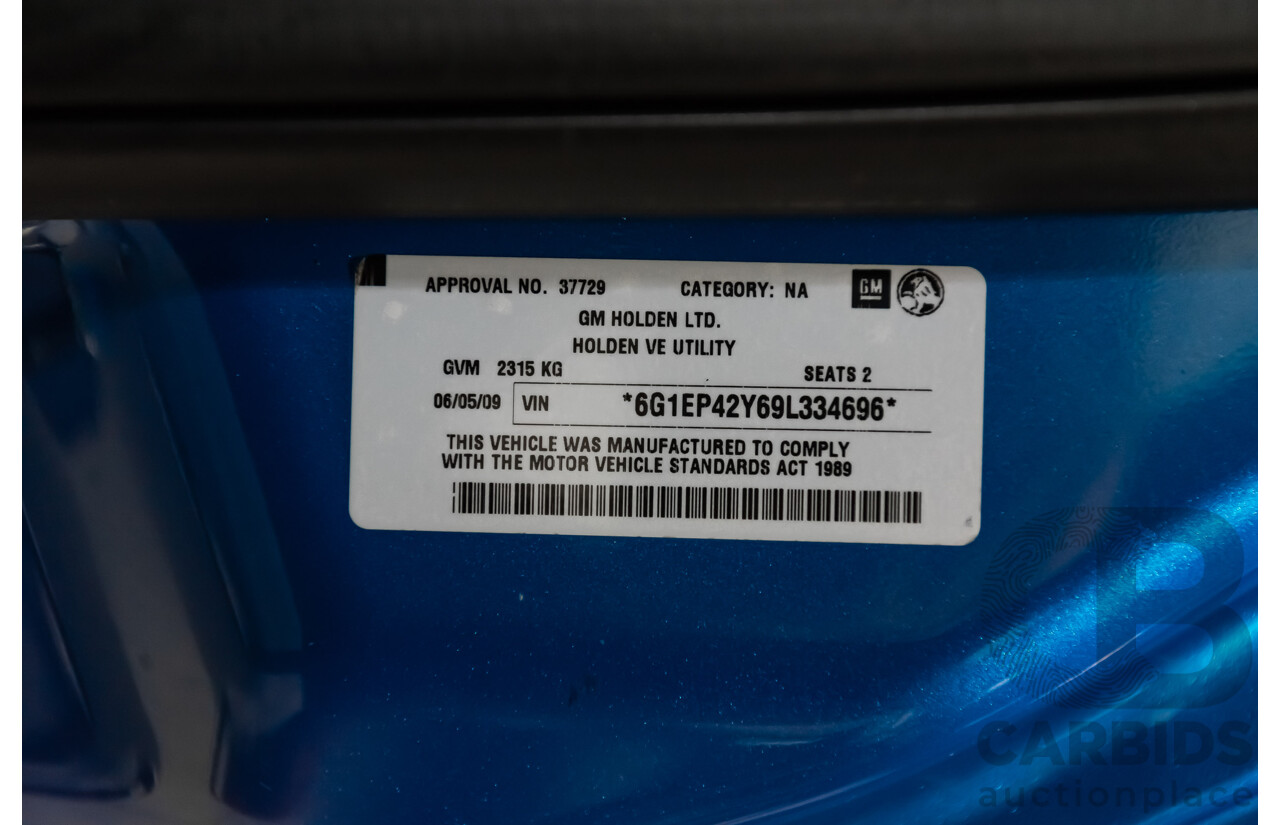 APPROVAL NO. 37729 CATEGORY: NA GM
GM HOLDEN LTD.
HOLDEN VE UTILITY
GVM 2315 KG SEATS 2
06/05/09 VIN *6G1EP42Y69L334696*
THIS VEHICLE WAS MANUFACTURED TO COMPLY
WITH THE MOTOR VEHICLE STANDARDS ACT 1989
CB
CARBIDS
auctionplace